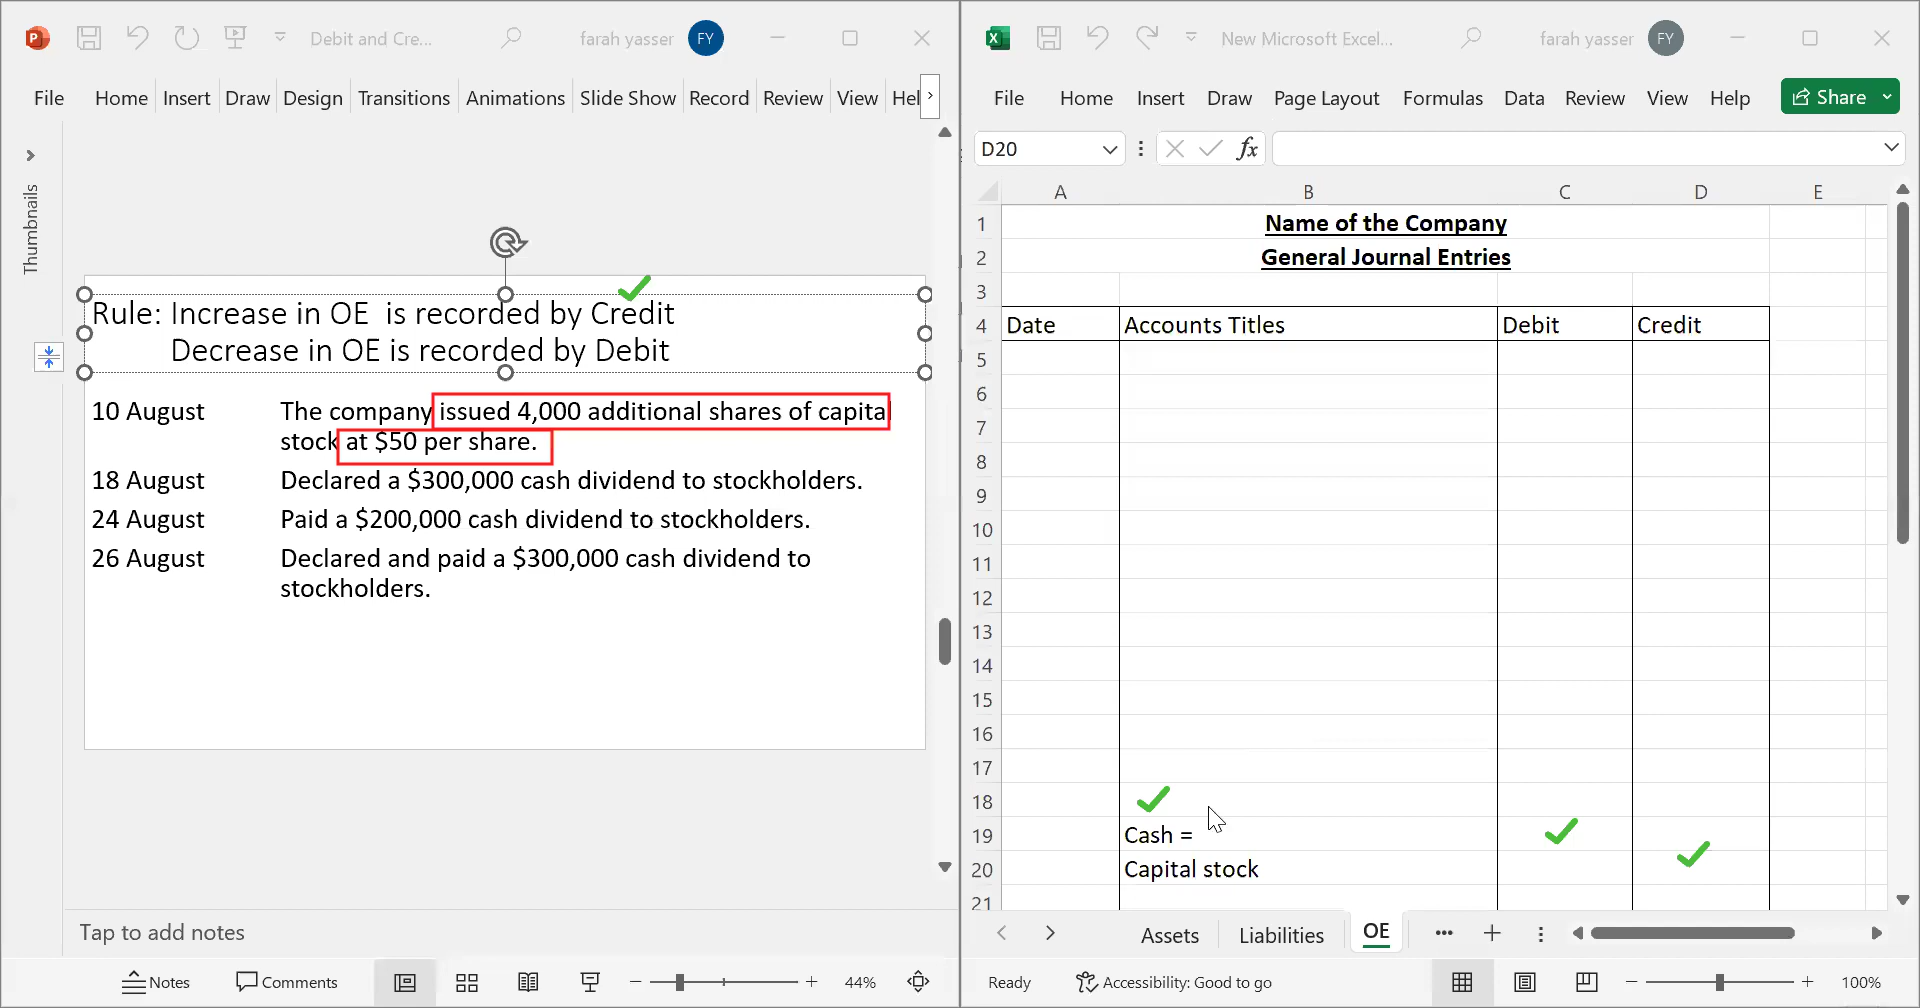 Debit and Cre...
farah yasser
FY
File
Home
Insert
Draw
Design
Transitions
Animations
Slide Show
Record
Review
View
Hel
Thumbnails
Rule: Increase in OE is recorded by Credit
Decrease in OE is recorded by Debit
10 August The company issued 4,000 additional shares of capita
stock at $50 per share.
18 August Declared a $300,000 cash dividend to stockholders.
24 August Paid a $200,000 cash dividend to stockholders.
26 August Declared and paid a $300,000 cash dividend to
stockholders.
Tap to add notes
Notes
Comments
44%
New Microsoft Excel...
farah yasser
FY
File
Home
Insert
Draw
Page Layout
Formulas
Data
Review
View
Help
Share
D20
fx
A B C D E
1 Name of the Company
2 General Journal Entries
3
4 Date Accounts Titles Debit Credit
5
6
7
8
9
10
11
12
13
14
15
16
17
18
19 Cash =
20 Capital stock
21
Assets
Liabilities
OE
Ready
Accessibility: Good to go
100%